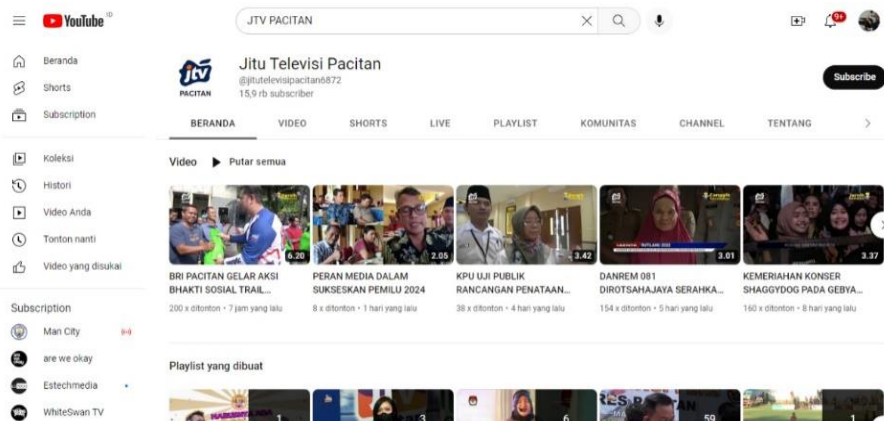 YouTube ID
JTV PACITAN
9+
Beranda
Shorts
Subscription
Koleksi
Histori
Video Anda
Tonton nanti
Video yang disukai
Subscription
Man City
are we okay
Estechmedia
WhiteSwan TV
jtv
PACITAN
Jitu Televisi Pacitan
@jitutelevisipacitan6872
15,9 rb subscriber
Subscribe
BERANDA VIDEO SHORTS LIVE PLAYLIST KOMUNITAS CHANNEL TENTANG
Video Putar semua
6.20
2.05
3.42
3.01
3.37
BRI PACITAN GELAR AKSI
BHAKTI SOSIAL TRAIL...
200 x ditonton • 7 jam yang lalu
PERAN MEDIA DALAM
SUKSESKAN PEMILU 2024
8 x ditonton • 1 hari yang lalu
KPU UJI PUBLIK
RANCANGAN PENATAAN...
38 x ditonton • 4 hari yang lalu
DANREM 081
DIROTSAHAJAYA SERAHKA...
154 x ditonton • 5 hari yang lalu
KEMERIAHAN KONSER
SHAGGYDOG PADA GEBYA...
160 x ditonton • 8 hari yang lalu
Playlist yang dibuat
1
3
6
59
1